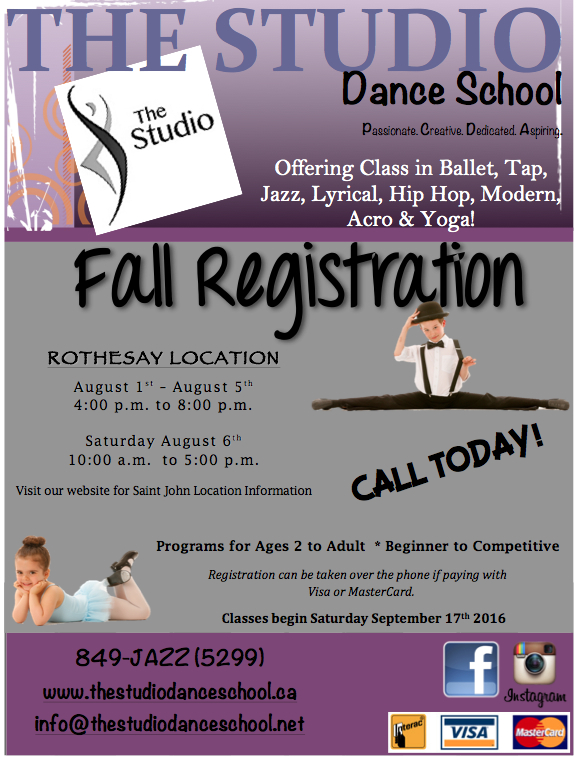 THE STUDIO
Dance School
Passionate. Creative. Dedicated. Aspiring.
The
Studio
Offering Class in Ballet, Tap,
Jazz, Lyrical, Hip Hop, Modern,
Acro & Yoga!
Fall Registration
ROTHESAY LOCATION
August 1st - August 5th
4:00 p.m. to 8:00 p.m.
Saturday August 6th
10:00 a.m. to 5:00 p.m.
Visit our website for Saint John Location Information
CALL TODAY!
Programs for Ages 2 to Adult * Beginner to Competitive
Registration can be taken over the phone if paying with
Visa or MasterCard.
Classes begin Saturday September 17th 2016
849-JAZZ (5299)
www.thestudiodanceschool.ca
info@thestudiodanceschool.net
f
Instagram
Interac
VISA
MasterCard